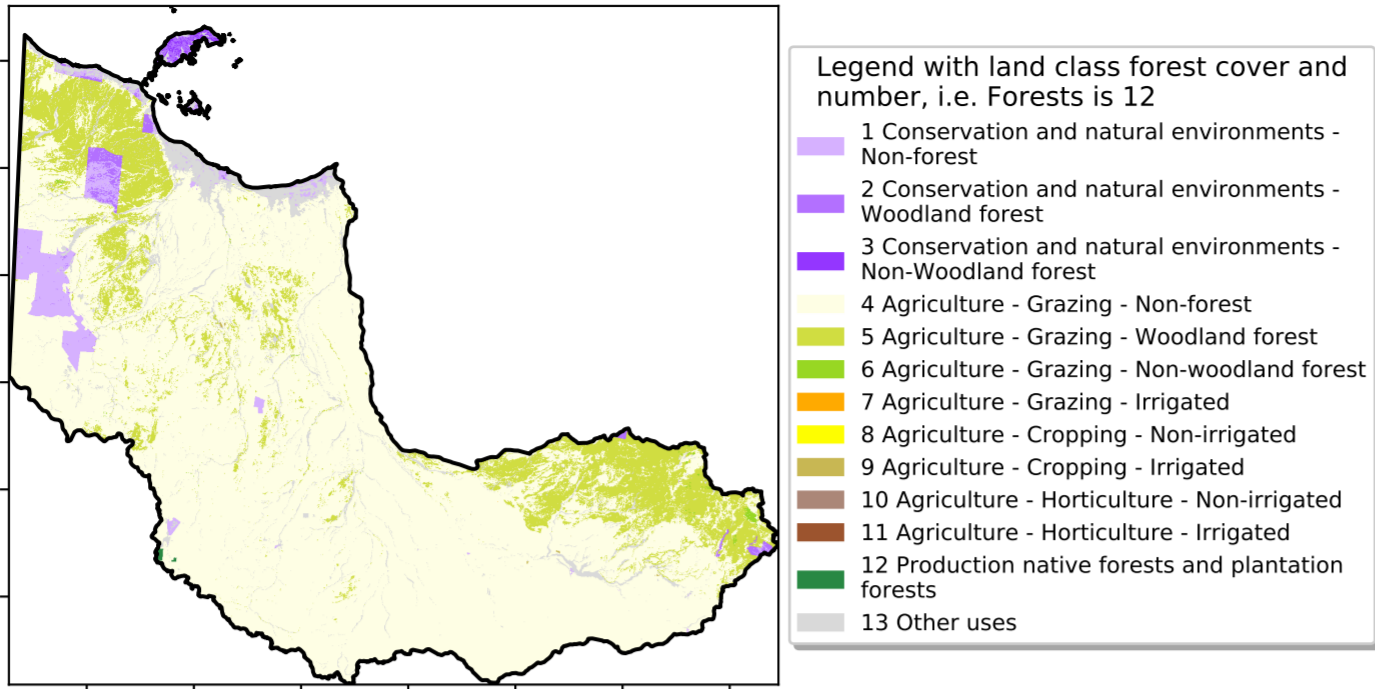 Legend with land class forest cover and
number, i.e. Forests is 12
1 Conservation and natural environments -
Non-forest
2 Conservation and natural environments -
Woodland forest
3 Conservation and natural environments -
Non-Woodland forest
4 Agriculture - Grazing - Non-forest
5 Agriculture - Grazing - Woodland forest
6 Agriculture - Grazing - Non-woodland forest
7 Agriculture - Grazing - Irrigated
8 Agriculture - Cropping - Non-irrigated
9 Agriculture - Cropping - Irrigated
10 Agriculture - Horticulture - Non-irrigated
11 Agriculture - Horticulture - Irrigated
12 Production native forests and plantation
forests
13 Other uses